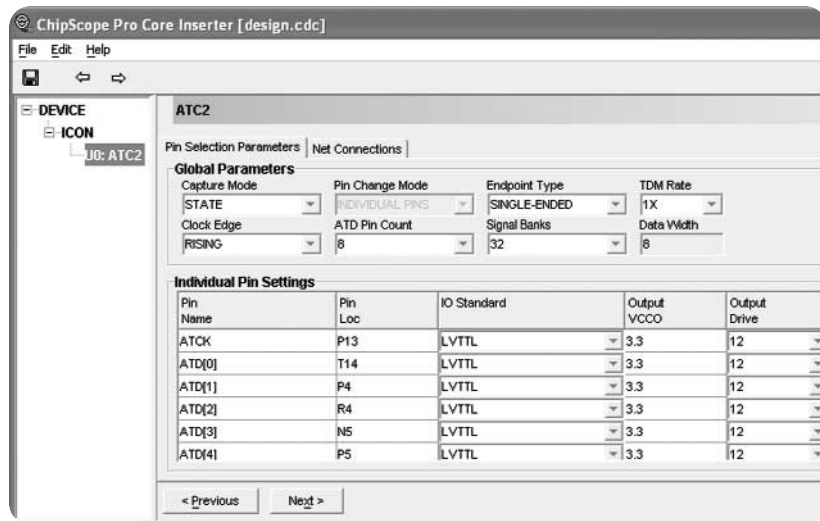 ChipScope Pro Core Inserter [design.cdc]
File Edit Help
DEVICE
ICON
U0: ATC2
ATC2
Pin Selection Parameters Net Connections
Global Parameters
Capture Mode Pin Change Mode Endpoint Type TDM Rate
STATE INDIVIDUAL PINS SINGLE-ENDED 1X
Clock Edge ATD Pin Count Signal Banks Data Width
RISING 8 32 8
Individual Pin Settings
Pin Pin IO Standard Output Output
Name Loc VCCO Drive
ATCK P13 LVTTL 3.3 12
ATD[0] T14 LVTTL 3.3 12
ATD[1] P4 LVTTL 3.3 12
ATD[2] R4 LVTTL 3.3 12
ATD[3] N5 LVTTL 3.3 12
ATD[4] P5 LVTTL 3.3 12
< Previous Next >